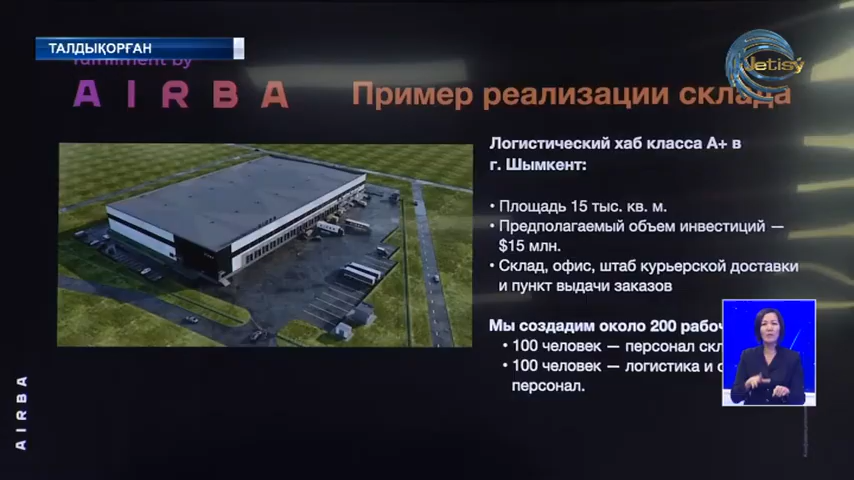 ТАЛДЫҚОРҒАН
Jetisý
fulfillment by
AIRBA
Пример реализации склада
Логистический хаб класса А+ в
г. Шымкент:
• Площадь 15 тыс. кв. м.
• Предполагаемый объем инвестиций —
$15 млн.
• Склад, офис, штаб курьерской доставки
и пункт выдачи заказов
Мы создадим около 200
• 100 человек — персонал
• 100 человек — логистика и
персонал.
AIRBA